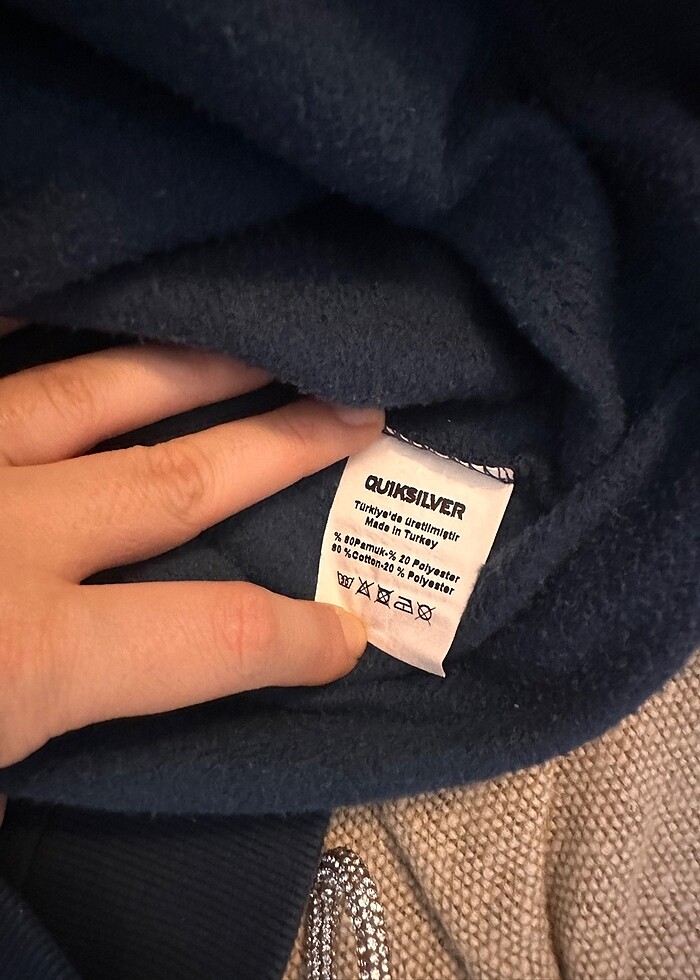 QUIKSILVER
Türkiye'de üretilmiştir
Made in Turkey
% 80Pamuk-% 20 Polyester
80 %Cotton-20 % Polyester